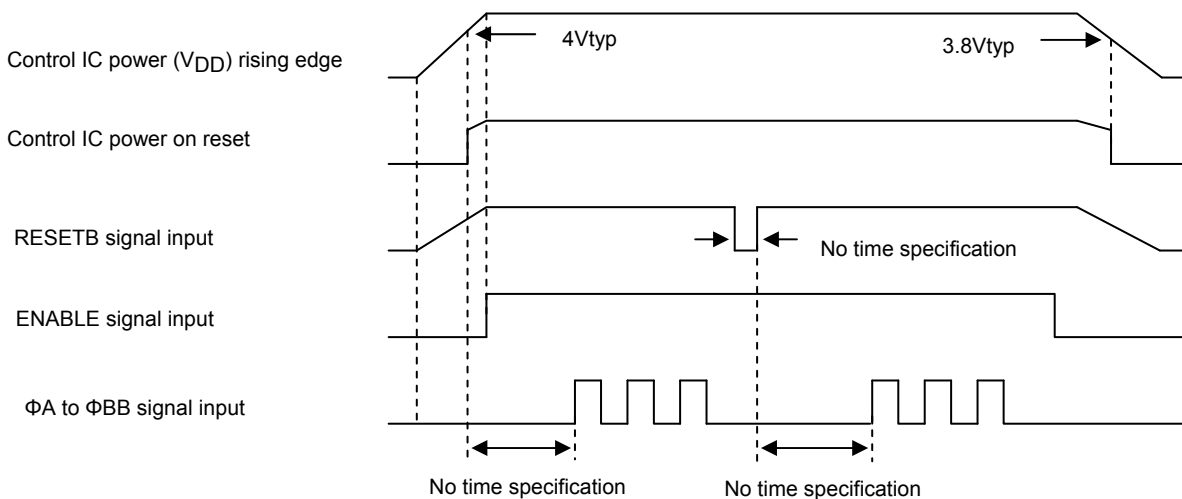 4Vtyp
3.8Vtyp
Control IC power (VDD) rising edge
Control IC power on reset
RESETB signal input
No time specification
ENABLE signal input
ΦA to ΦBB signal input
No time specification
No time specification